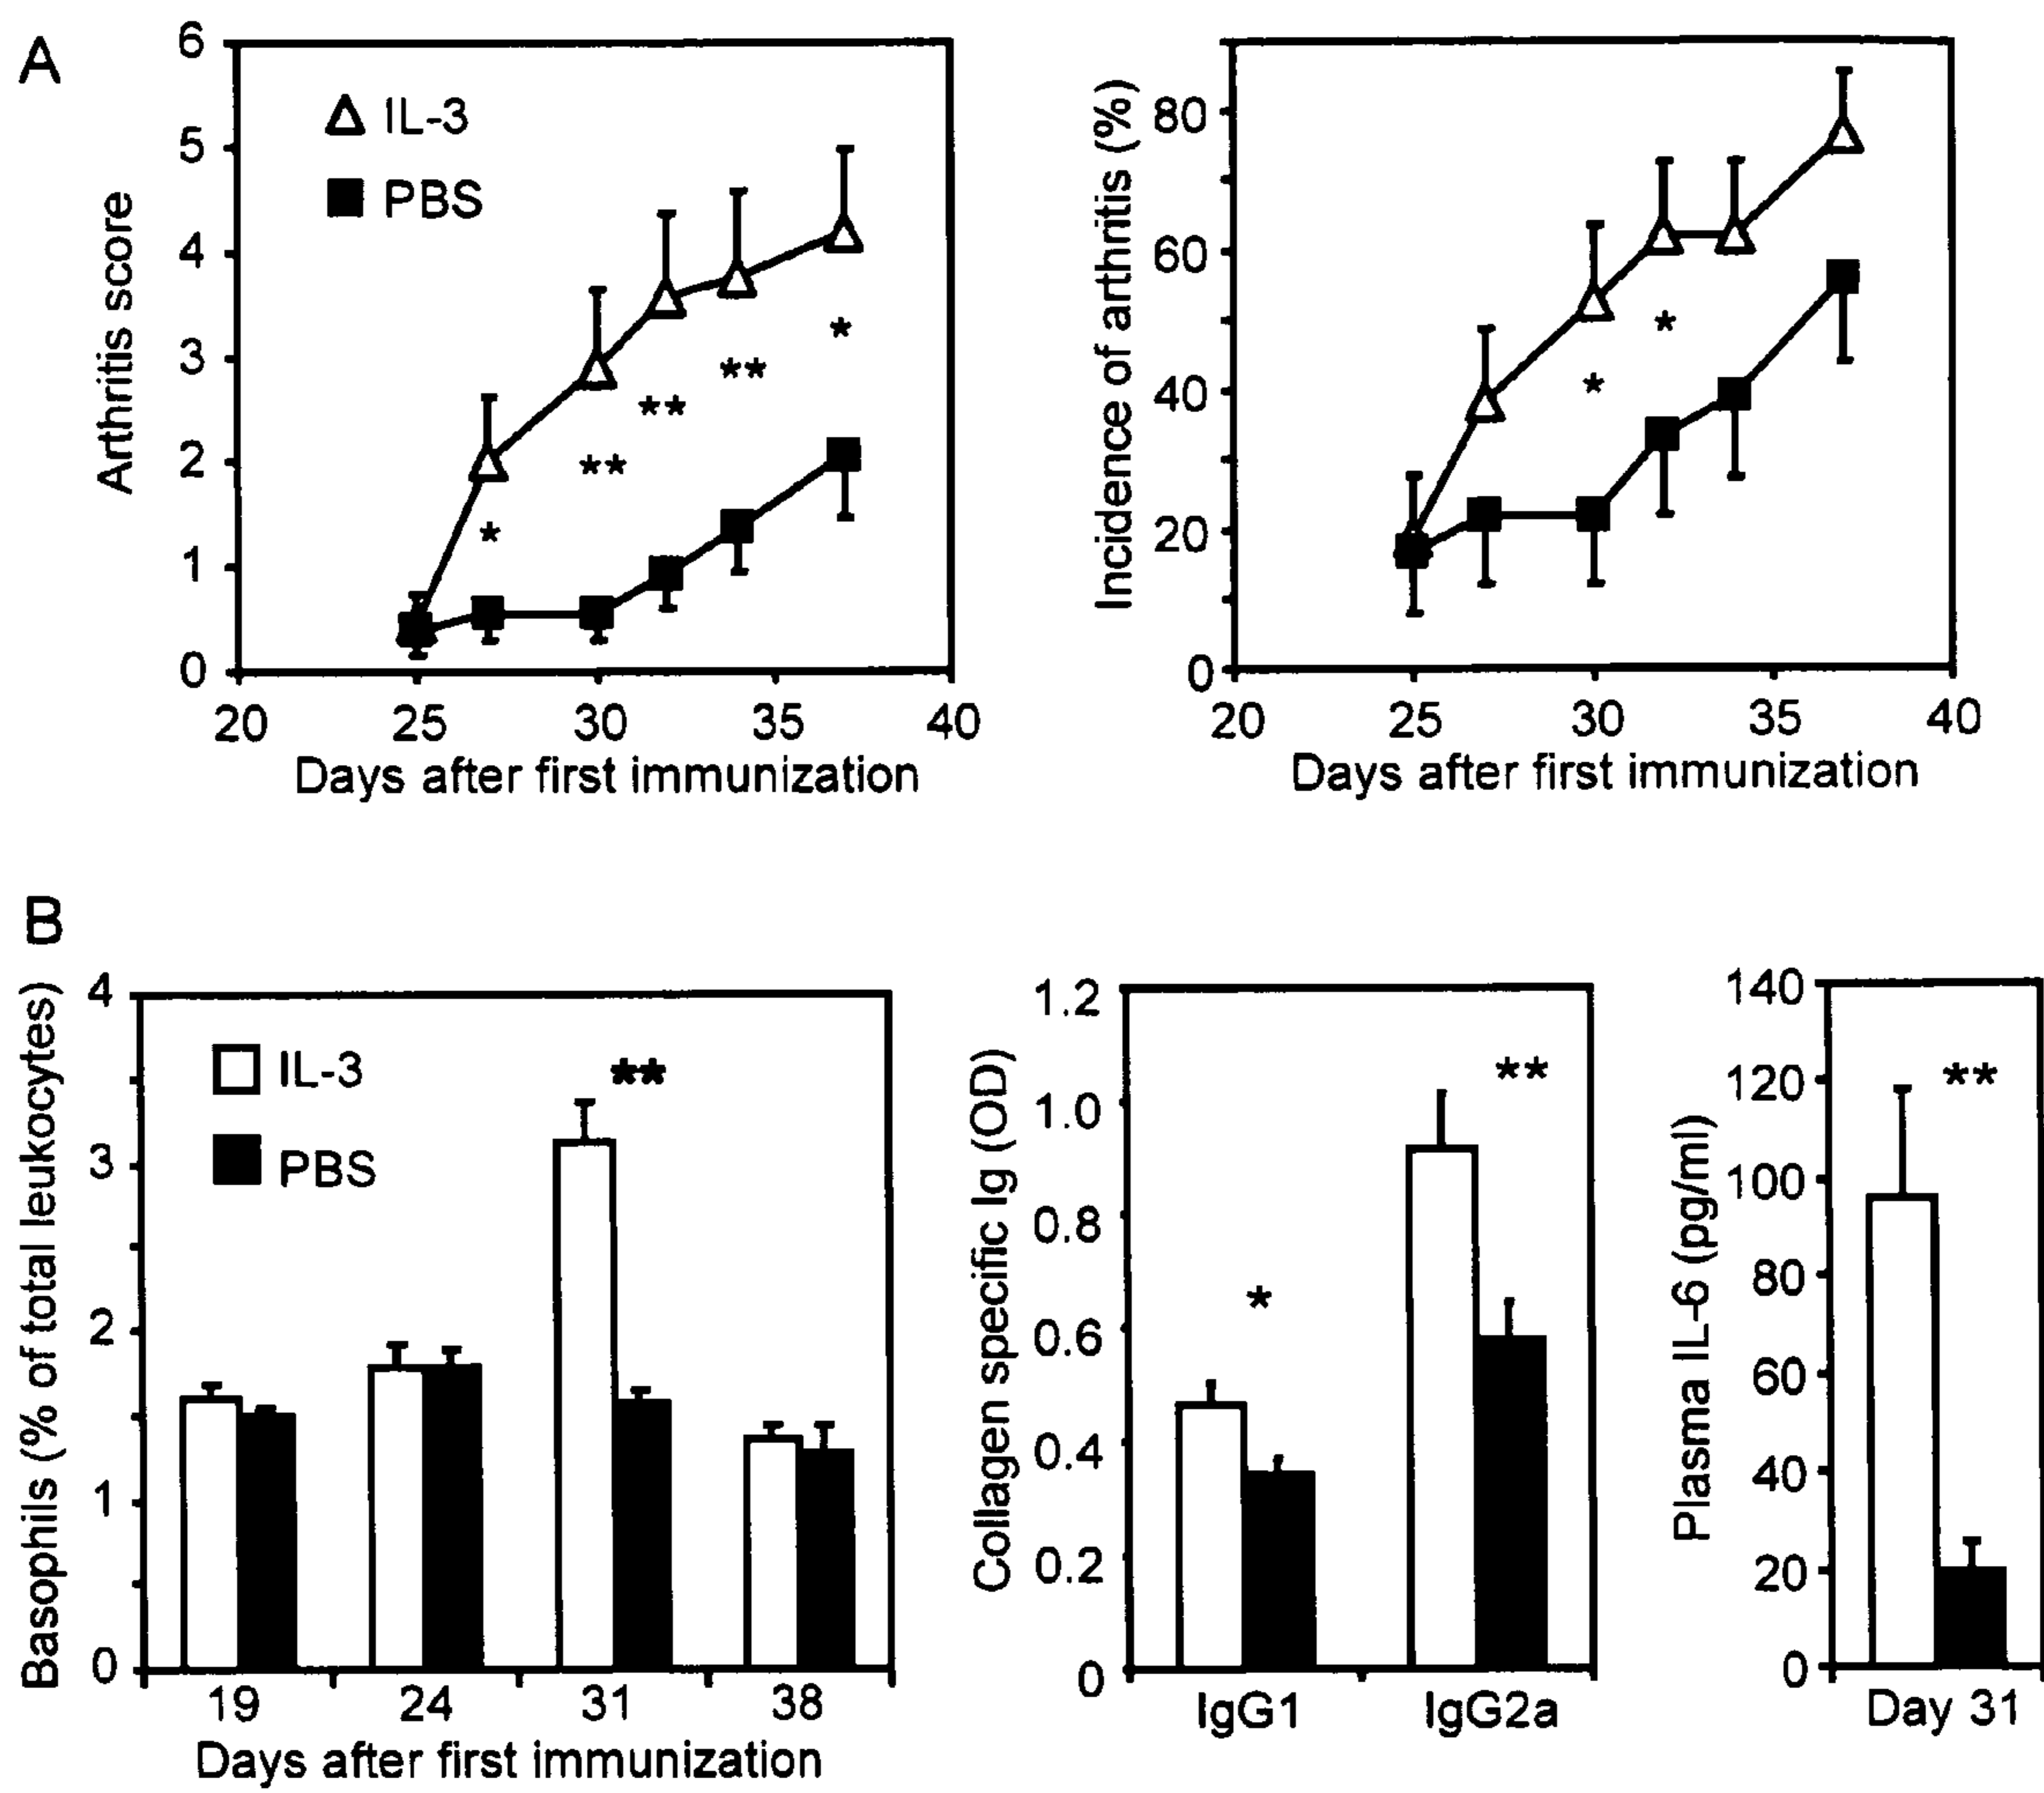 A
6
5
4
3
2
1
0
Arthritis score
IL-3
PBS
*
**
**
**
*
20 25 30 35 40
Days after first immunization
80
60
40
20
0
Incidence of arthritis (%)
*
*
20 25 30 35 40
Days after first immunization
B
4
3
2
1
0
Basophils (% of total leukocytes)
IL-3
PBS
**
19 24 31 38
Days after first immunization
1.2
1.0
0.8
0.6
0.4
0.2
0
Collagen specific Ig (OD)
*
**
IgG1 IgG2a
140
120
100
80
60
40
20
0
Plasma IL-6 (pg/ml)
**
Day 31